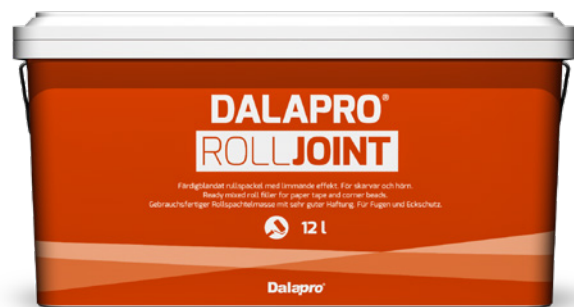 DALAPRO®
ROLLJOINT
Färdigblandat rullspackel med limmande effekt. För skarvar och hörn.
Ready mixed roll filler for paper tape and corner beads.
Gebrauchsfertiger Rollspachtelmasse mit sehr guter Haftung. Für Fugen und Eckschutz.
12 l
Dalapro®